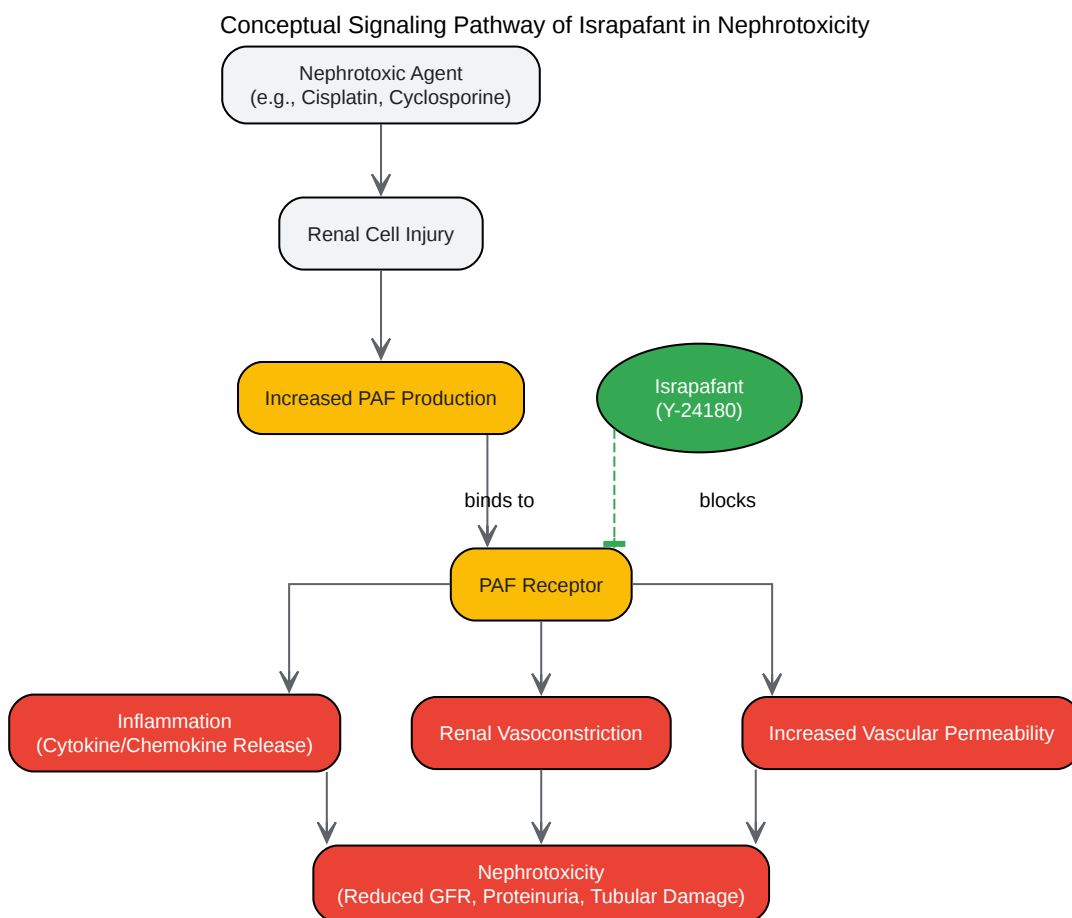 Conceptual Signaling Pathway of Israpafant in Nephrotoxicity
Nephrotoxic Agent
(e.g., Cisplatin, Cyclosporine)
Renal Cell Injury
Increased PAF Production
Israpafant
(Y-24180)
binds to
blocks
PAF Receptor
Inflammation
(Cytokine/Chemokine Release)
Renal Vasoconstriction
Increased Vascular Permeability
Nephrotoxicity
(Reduced GFR, Proteinuria, Tubular Damage)